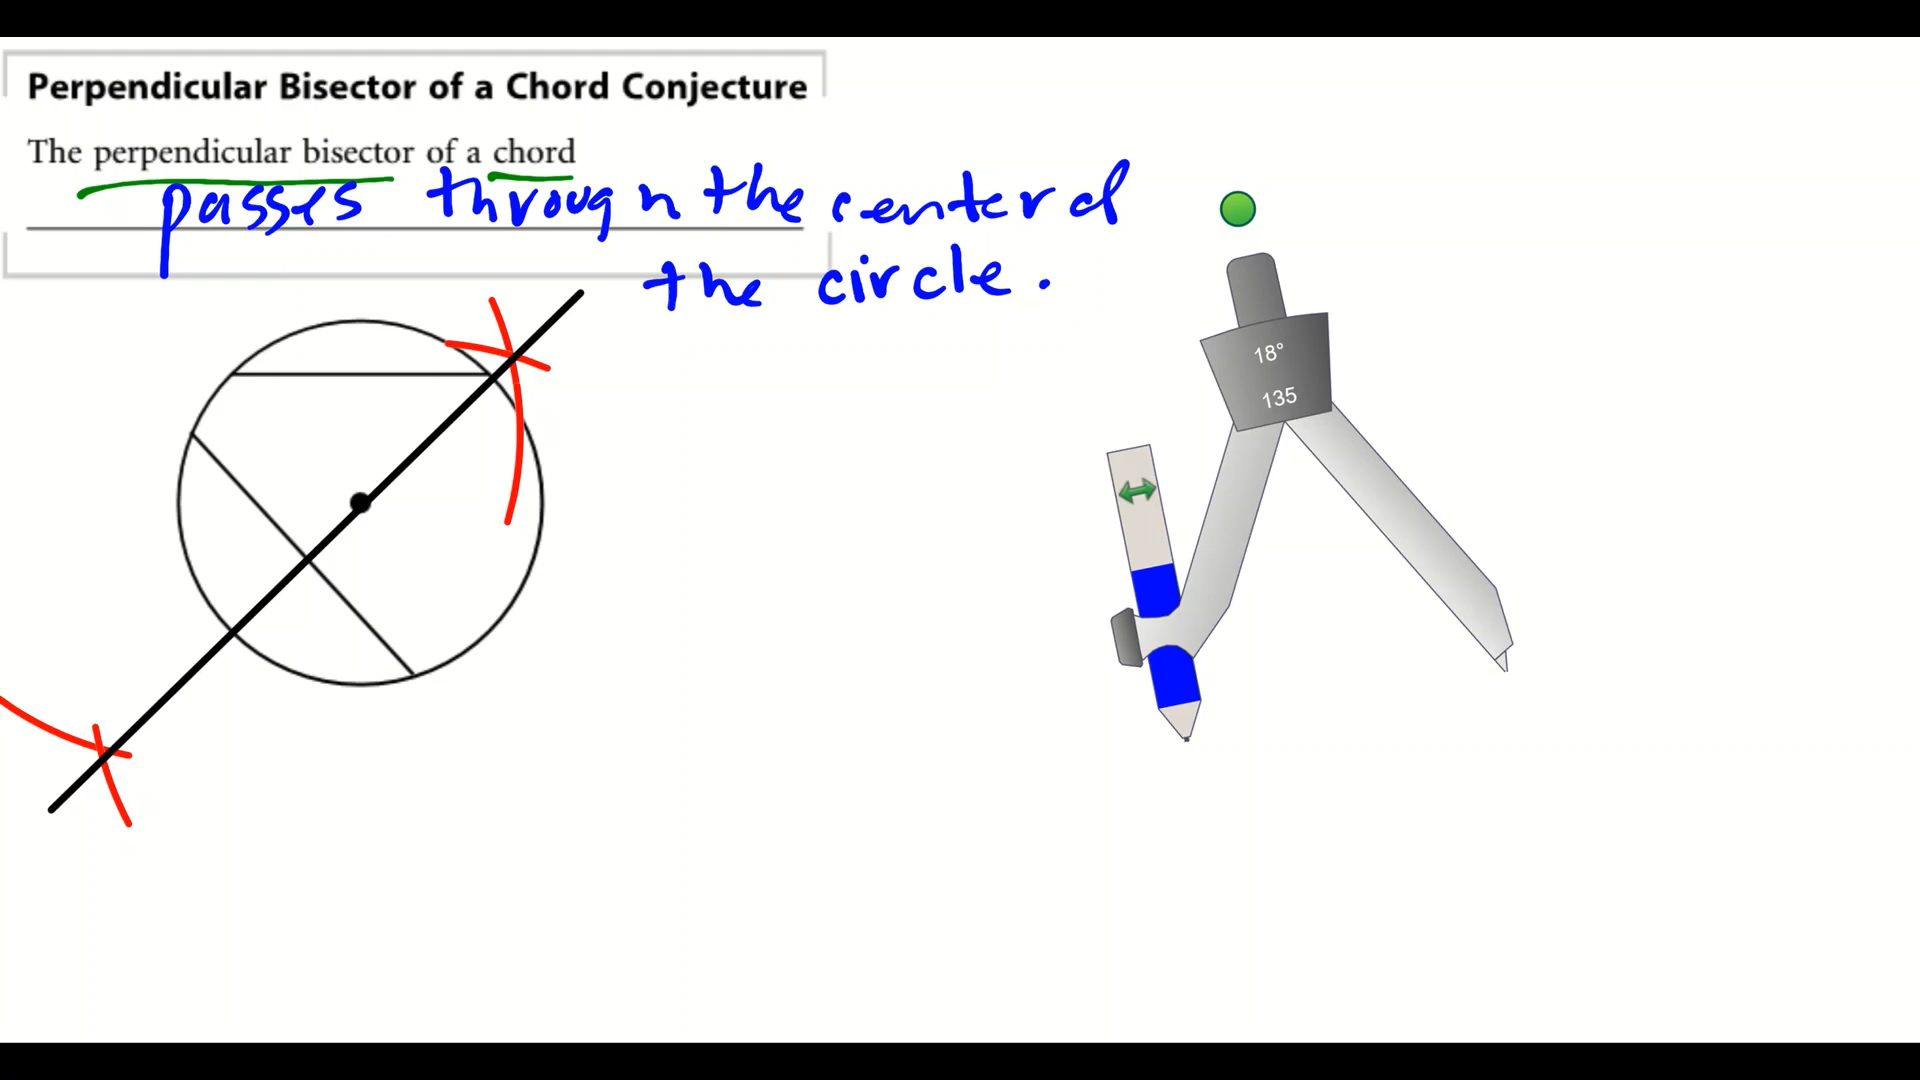 Perpendicular Bisector of a Chord Conjecture
The perpendicular bisector of a chord
passes through the center of
the circle.
18°
135